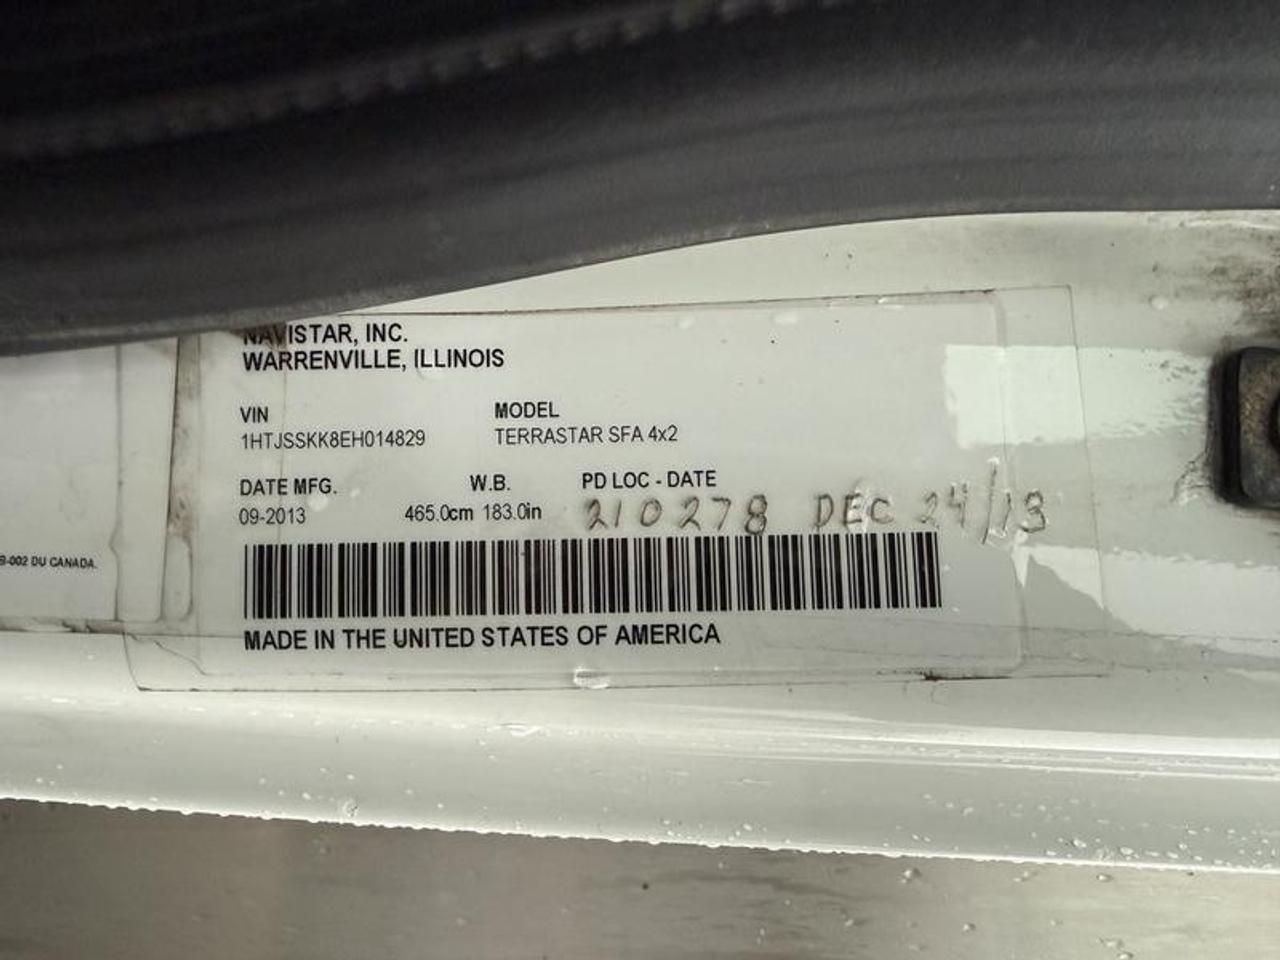 NAVISTAR, INC.
WARRENVILLE, ILLINOIS
VIN MODEL
1HTJSSKK8EH014829 TERRASTAR SFA 4x2
DATE MFG. W.B. PD LOC - DATE
09-2013 465.0cm 183.0in 210278 DEC 24/13
MADE IN THE UNITED STATES OF AMERICA
B-002 DU CANADA.